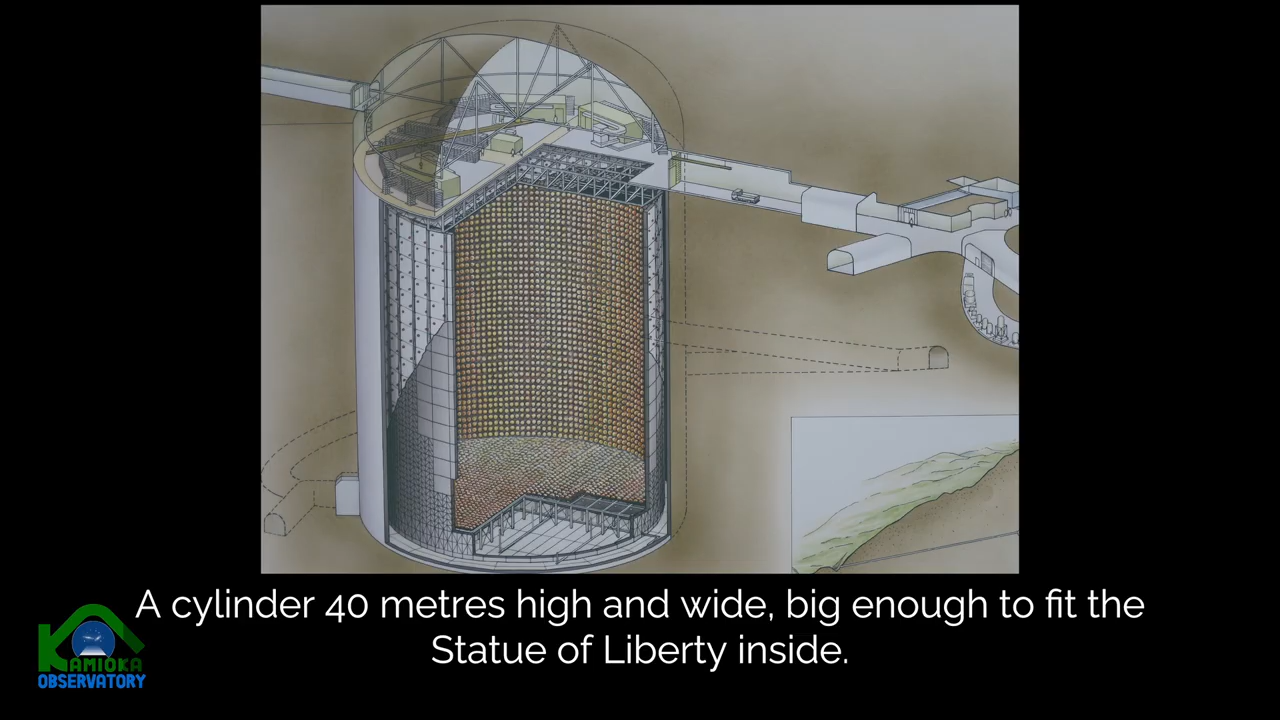 A cylinder 40 metres high and wide, big enough to fit the
Statue of Liberty inside.
KAMIOKA
OBSERVATORY